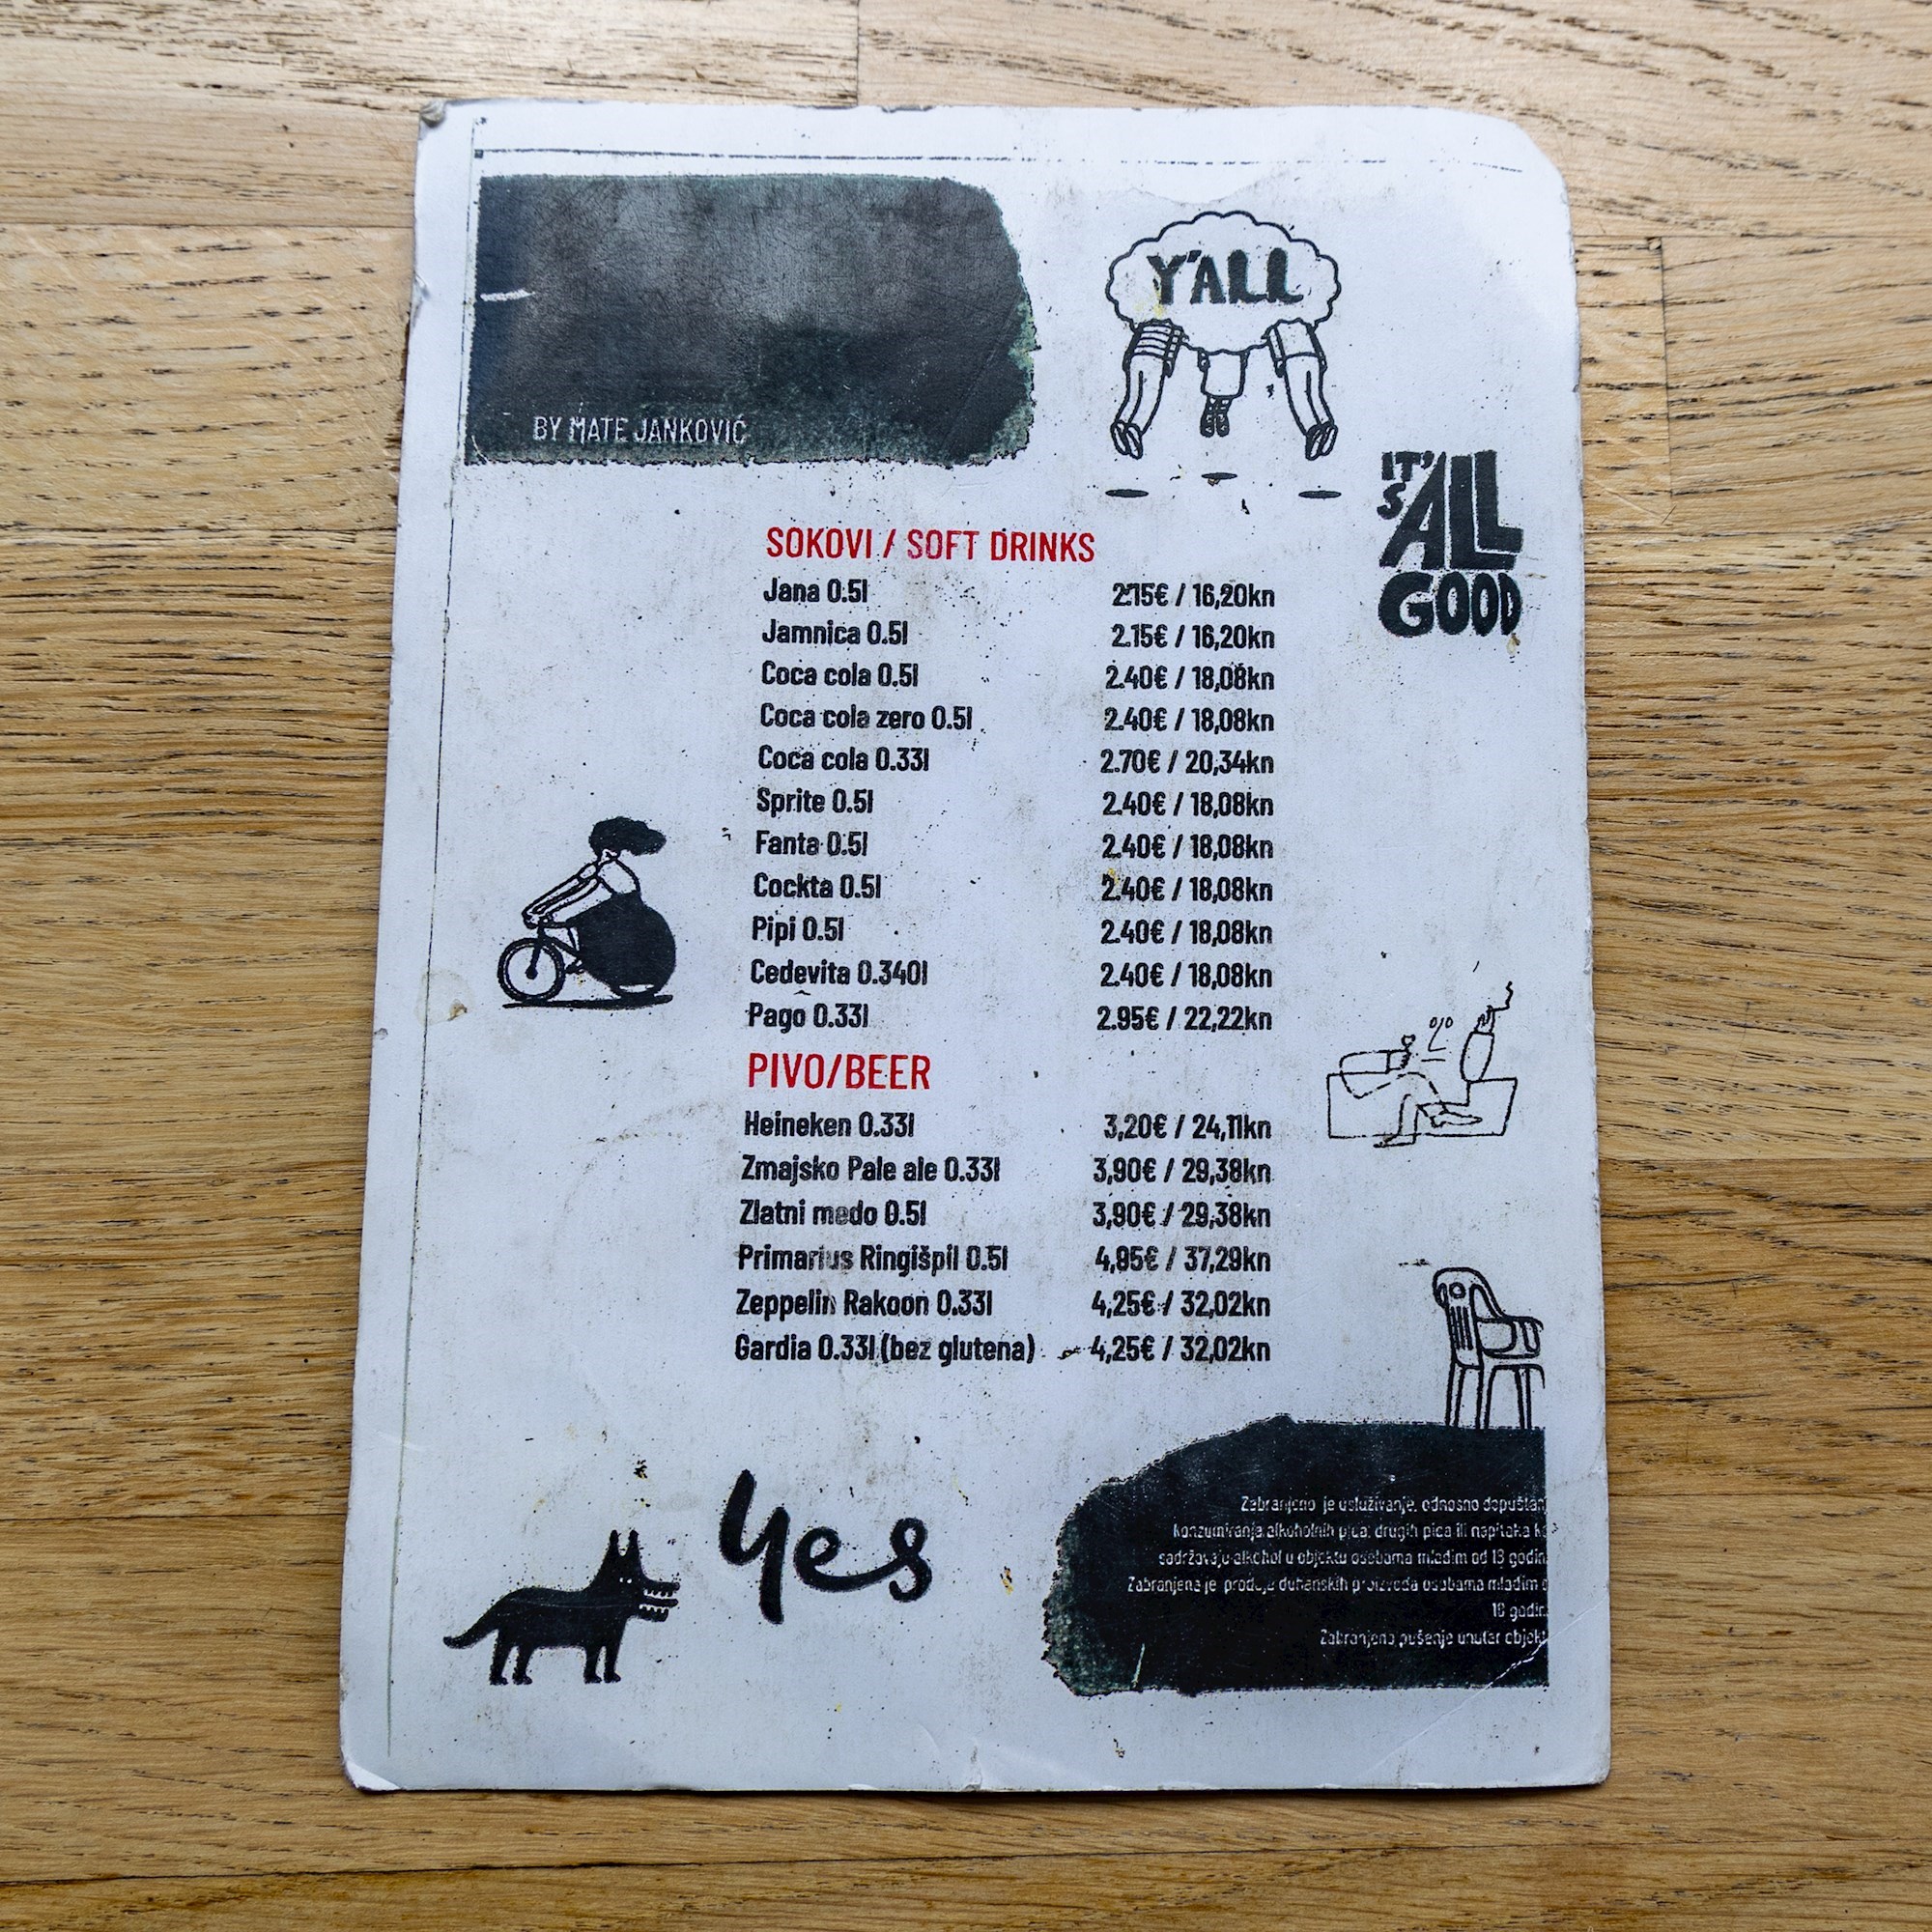 BY MATE JANKOVIĆ
Y'ALL
IT'
S ALL
GOOD
SOKOVI / SOFT DRINKS
Jana 0.5l 2.15€ / 16,20kn
Jamnica 0.5l 2.15€ / 16,20kn
Coca cola 0.5l 2.40€ / 18,08kn
Coca cola zero 0.5l 2.40€ / 18,08kn
Coca cola 0.33l 2.70€ / 20,34kn
Sprite 0.5l 2.40€ / 18,08kn
Fanta 0.5l 2.40€ / 18,08kn
Cockta 0.5l 2.40€ / 18,08kn
Pipi 0.5l 2.40€ / 18,08kn
Cedevita 0.340l 2.40€ / 18,08kn
Pago 0.33l 2.95€ / 22,22kn
PIVO/BEER
Heineken 0.33l 3,20€ / 24,11kn
Zmajsko Pale ale 0.33l 3,90€ / 29,38kn
Zlatni medo 0.5l 3,90€ / 29,38kn
Primarius Ringišpil 0.5l 4,95€ / 37,29kn
Zeppelin Rakoon 0.33l 4,25€ / 32,02kn
Gardia 0.33l (bez glutena) 4,25€ / 32,02kn
Yes
Zabranjeno je usluživanje, odnosno dopuštan
konzumiranja alkoholnih pića, drugih pića ili napitaka k
sadržavaju alkohol u objektu osobama mlađim od 18 godin
Zabranjena je prodaja duhanskih proizvoda osobama mlađim
18 godin
Zabranjeno pušenje unutar objekt